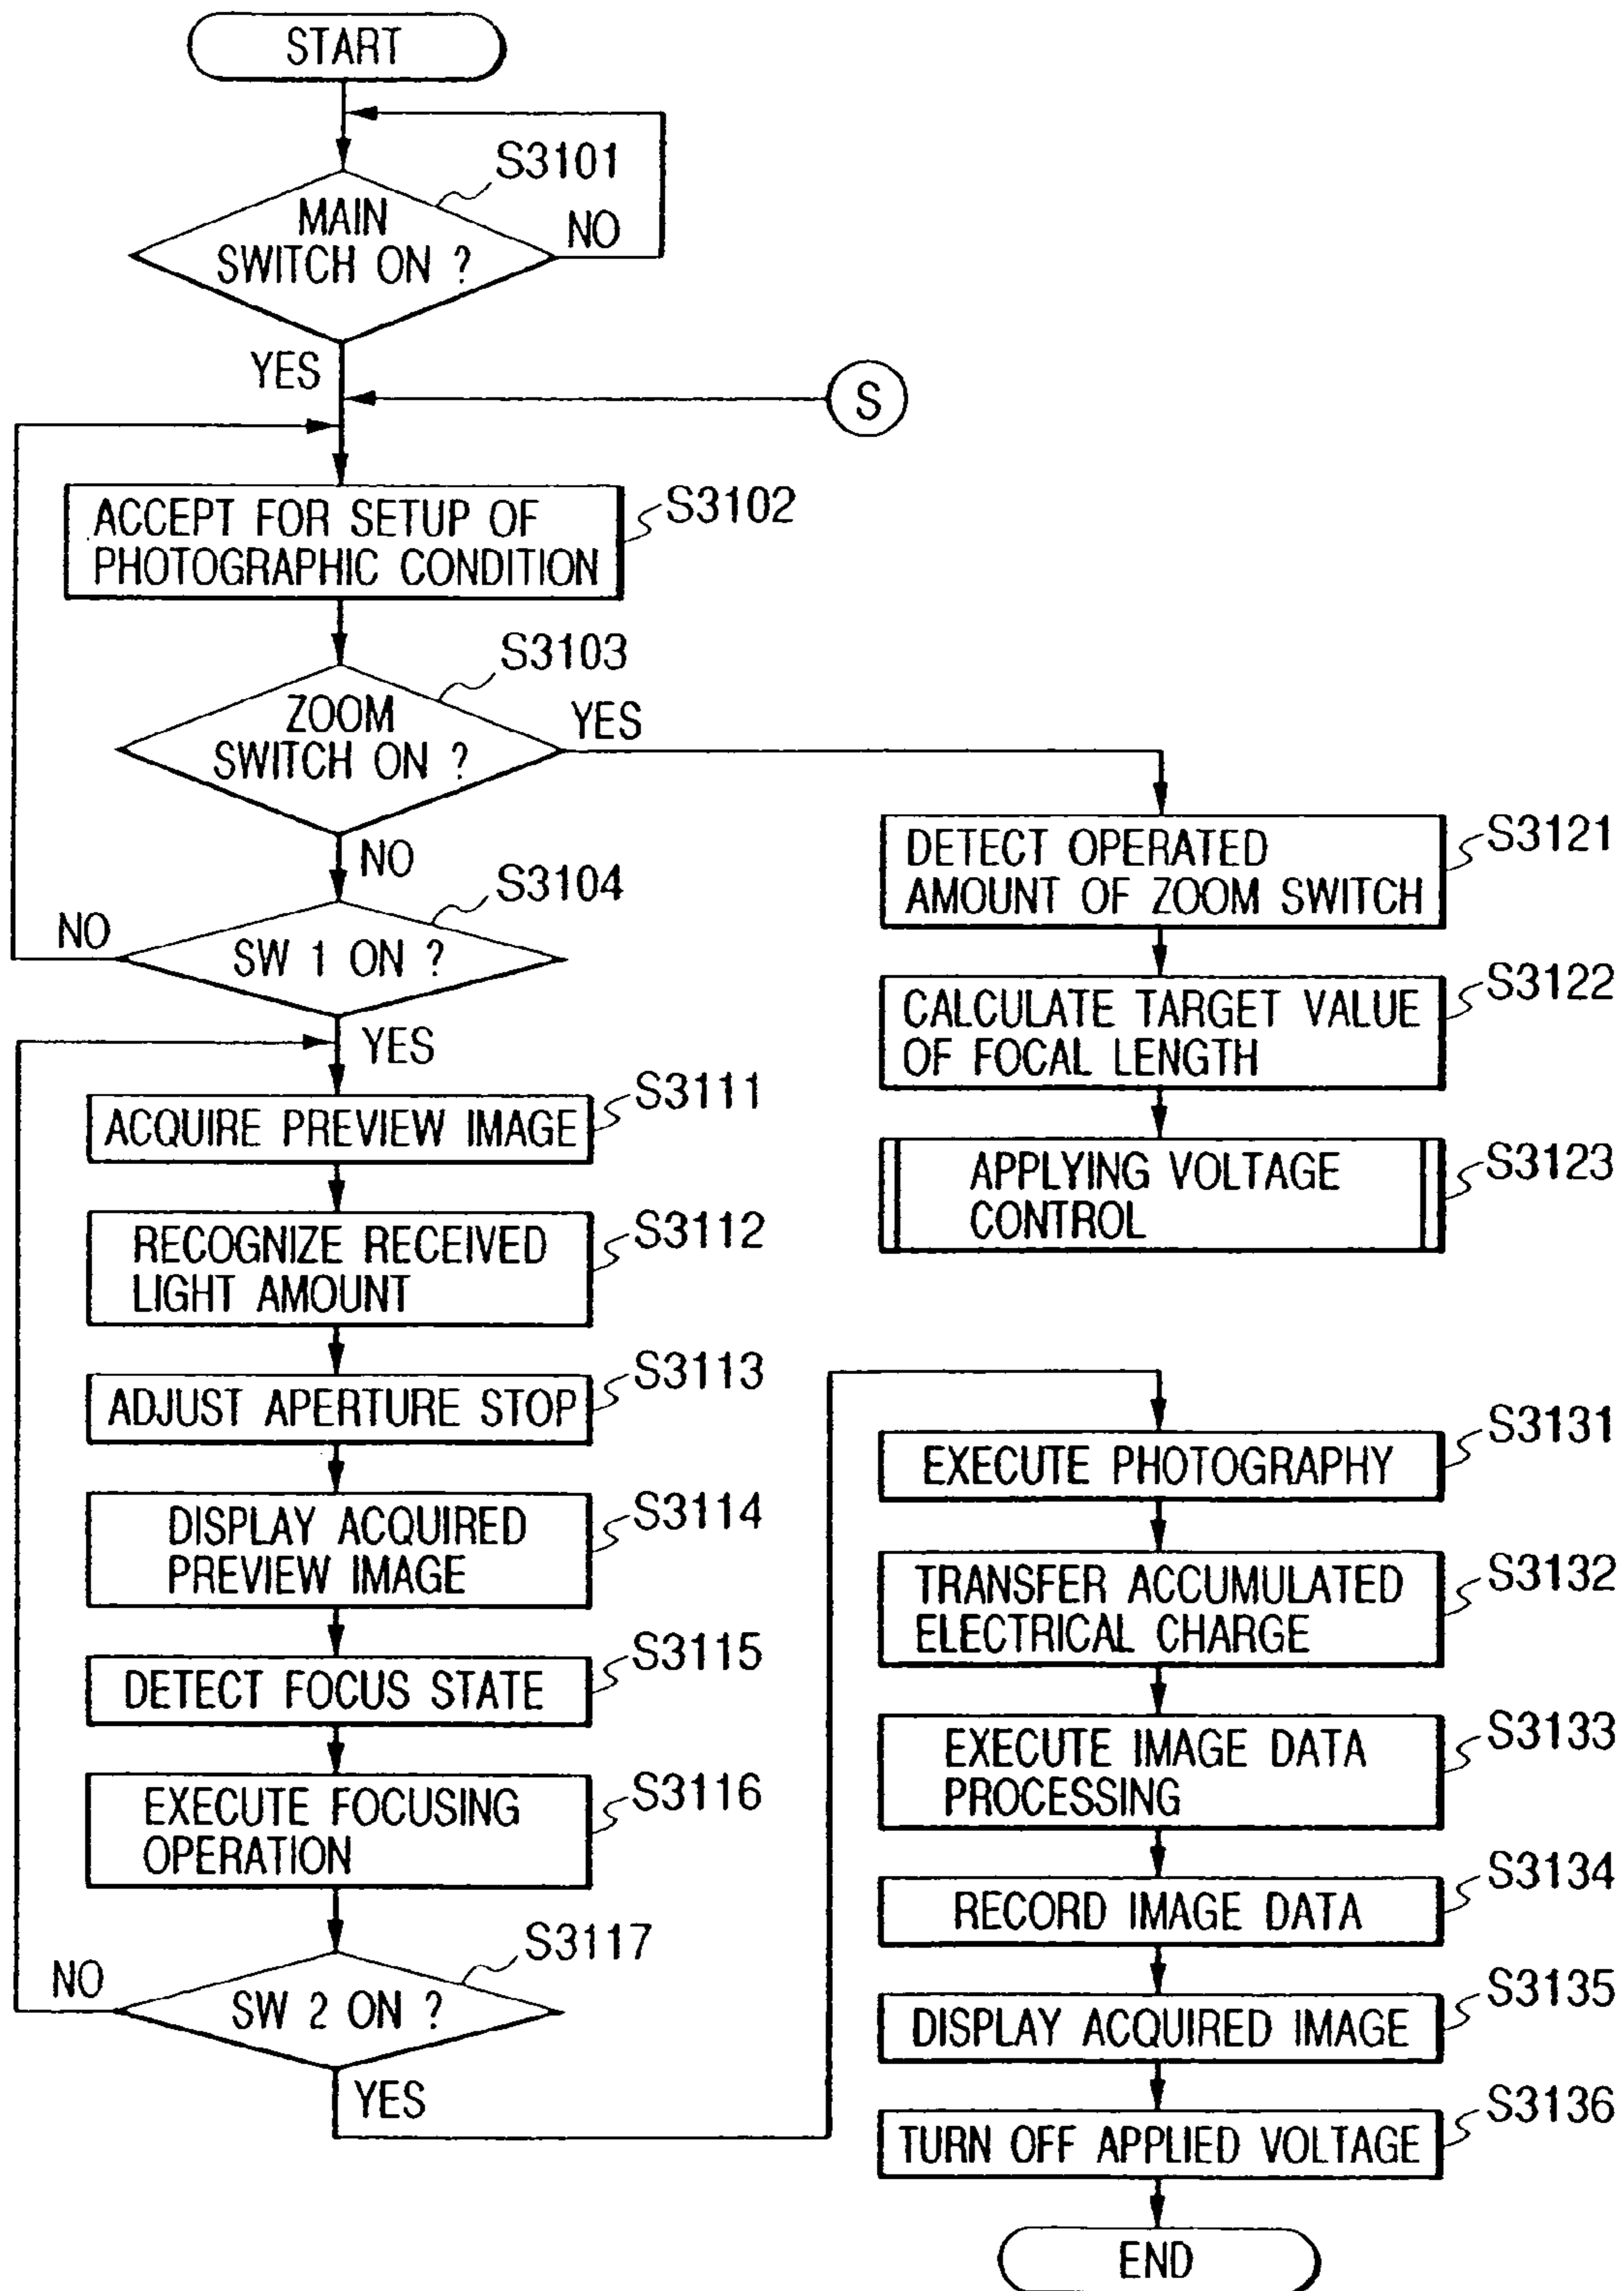 START
S3101
MAIN
SWITCH ON ?
NO
YES
S
ACCEPT FOR SETUP OF
PHOTOGRAPHIC CONDITION
S3102
S3103
ZOOM
SWITCH ON ?
YES
NO
S3104
SW 1 ON ?
NO
YES
ACQUIRE PREVIEW IMAGE
S3111
RECOGNIZE RECEIVED
LIGHT AMOUNT
S3112
ADJUST APERTURE STOP
S3113
DISPLAY ACQUIRED
PREVIEW IMAGE
S3114
DETECT FOCUS STATE
S3115
EXECUTE FOCUSING
OPERATION
S3116
S3117
SW 2 ON ?
NO
YES
DETECT OPERATED
AMOUNT OF ZOOM SWITCH
S3121
CALCULATE TARGET VALUE
OF FOCAL LENGTH
S3122
APPLYING VOLTAGE
CONTROL
S3123
EXECUTE PHOTOGRAPHY
S3131
TRANSFER ACCUMULATED
ELECTRICAL CHARGE
S3132
EXECUTE IMAGE DATA
PROCESSING
S3133
RECORD IMAGE DATA
S3134
DISPLAY ACQUIRED IMAGE
S3135
TURN OFF APPLIED VOLTAGE
S3136
END